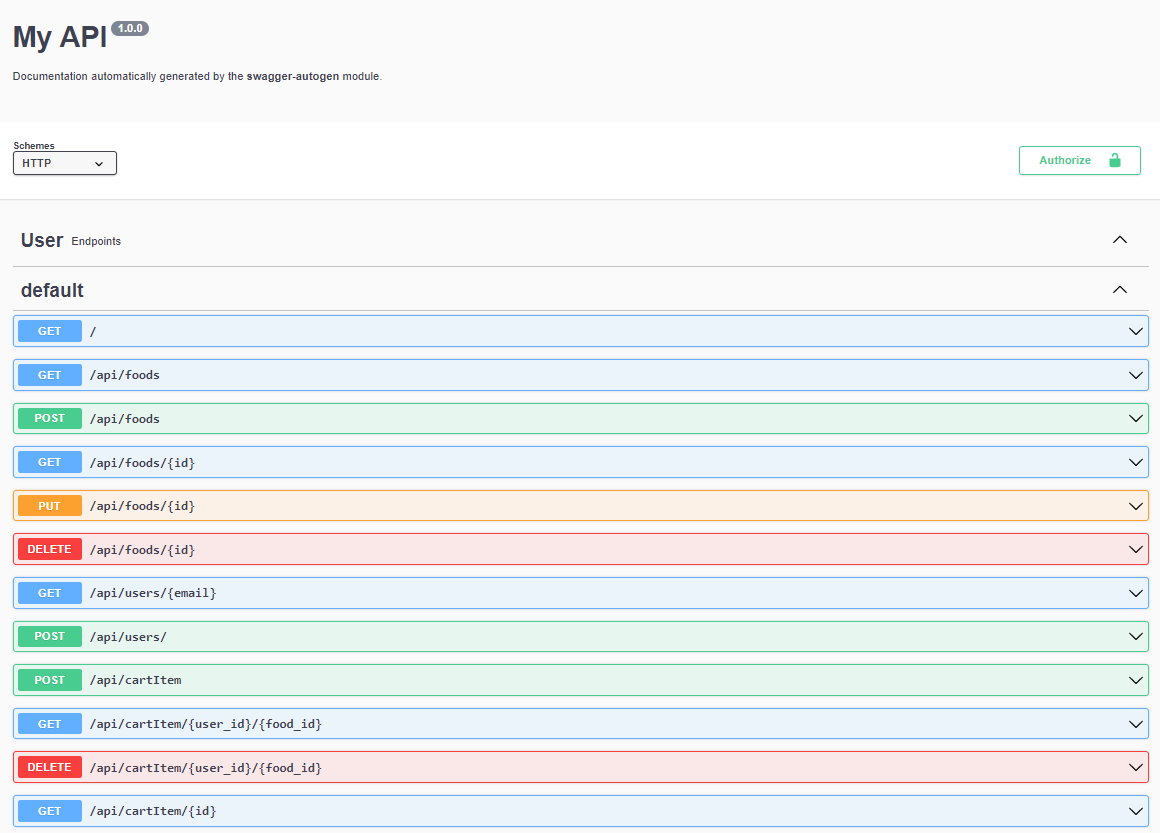 My API 1.0.0
Documentation automatically generated by the swagger-autogen module.
Schemes
HTTP
Authorize
User Endpoints
default
GET /
GET /api/foods
POST /api/foods
GET /api/foods/{id}
PUT /api/foods/{id}
DELETE /api/foods/{id}
GET /api/users/{email}
POST /api/users/
POST /api/cartItem
GET /api/cartItem/{user_id}/{food_id}
DELETE /api/cartItem/{user_id}/{food_id}
GET /api/cartItem/{id}